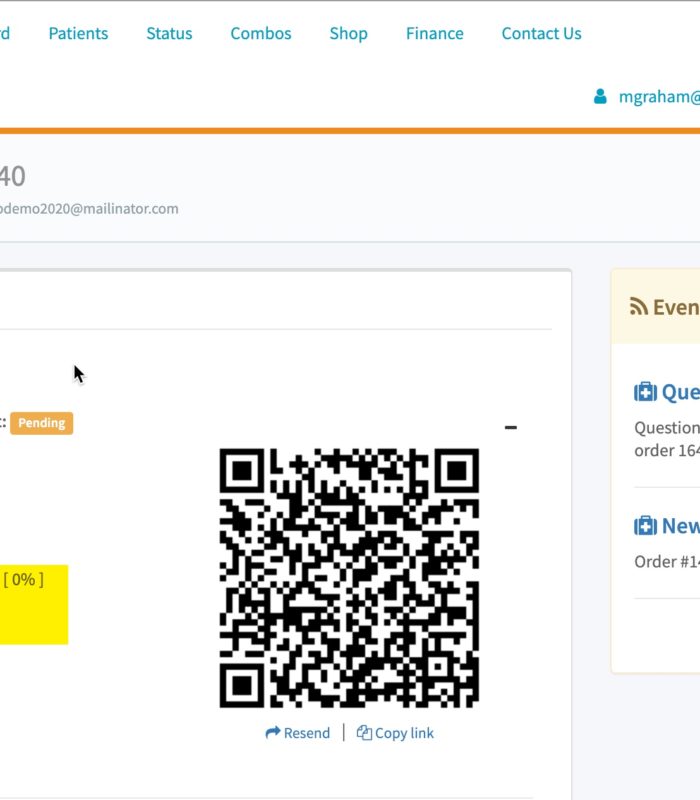 rd Patients Status Combos Shop Finance Contact Us
mgraham@
40
odemo2020@mailinator.com
Even
Que
Question
order 164
t: Pending
New
Order #14
[ 0% ]
Resend | Copy link